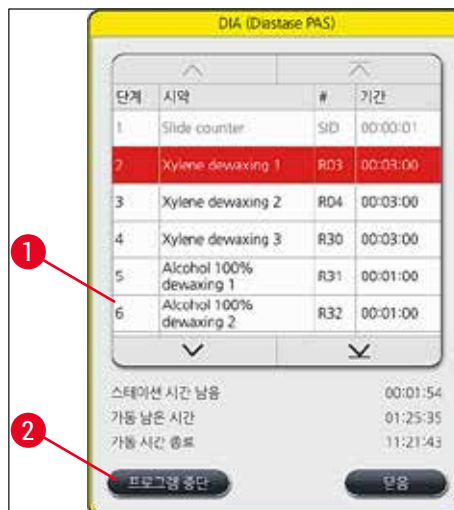 DIA (Diastase PAS)
단계 시약 # 기간
1 Slide counter SID 00:00:01
2 Xylene dewaxing 1 R03 00:03:00
3 Xylene dewaxing 2 R04 00:03:00
4 Xylene dewaxing 3 R30 00:03:00
5 Alcohol 100% dewaxing 1 R31 00:01:00
6 Alcohol 100% dewaxing 2 R32 00:01:00
스테이션 시간 남음 00:01:54
가동 남은 시간 01:25:35
가동 시간 종료 11:21:43
프로그램 중단 닫음
1
2